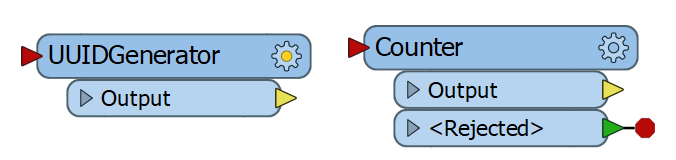 UUIDGenerator
Output
Counter
Output
<Rejected>